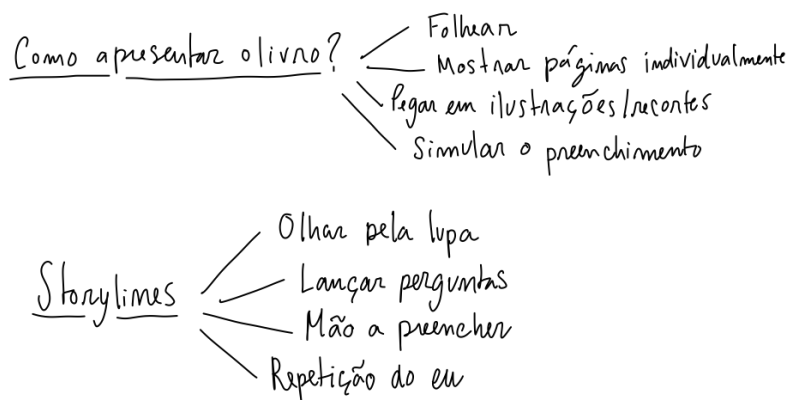 Como apresentar o livro?
Folhear
Mostrar páginas individualmente
Pegar em ilustrações/recortes
Simular o preenchimento
Storylines
Olhar pela lupa
Lançar perguntas
Mão a preencher
Repetição do eu